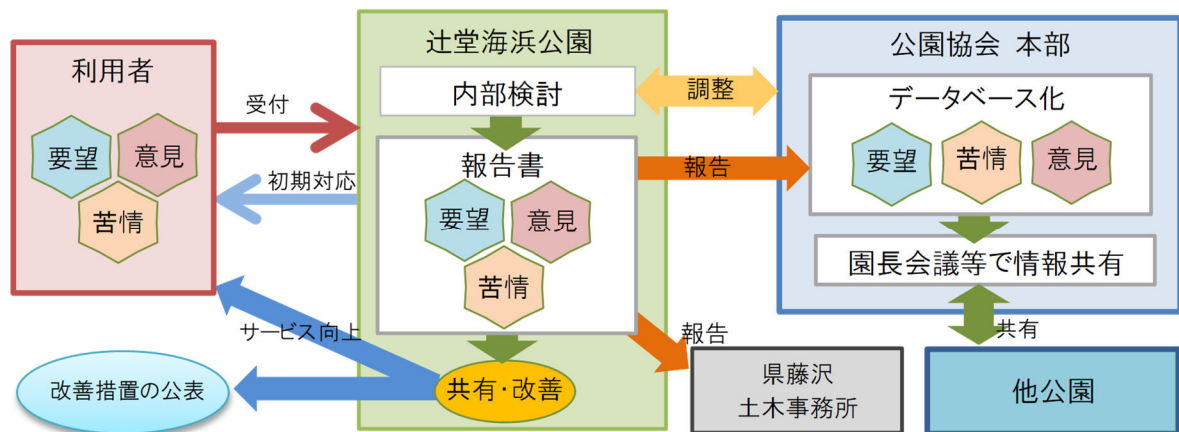 利用者
要望
意見
苦情
受付
初期対応
サービス向上
改善措置の公表
辻堂海浜公園
内部検討
報告書
要望
意見
苦情
共有・改善
調整
報告
報告
県藤沢
土木事務所
公園協会 本部
データベース化
要望
苦情
意見
園長会議等で情報共有
共有
他公園